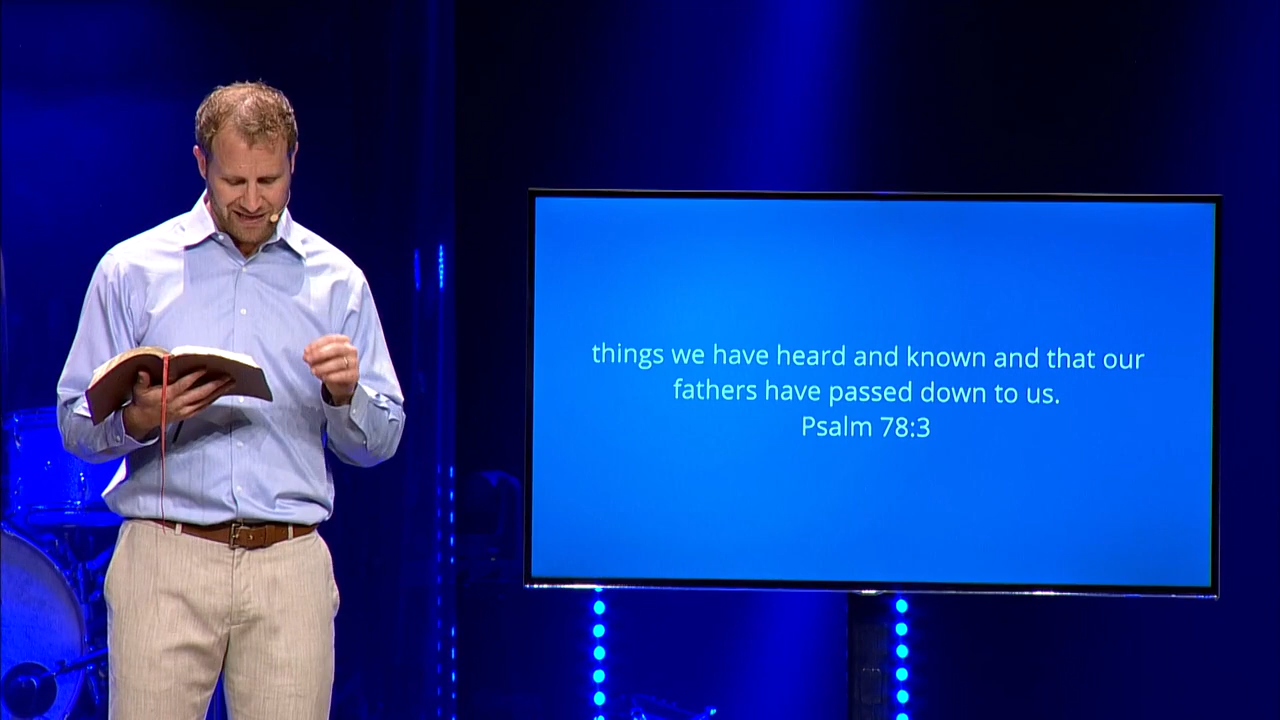 things we have heard and known and that our
fathers have passed down to us.
Psalm 78:3